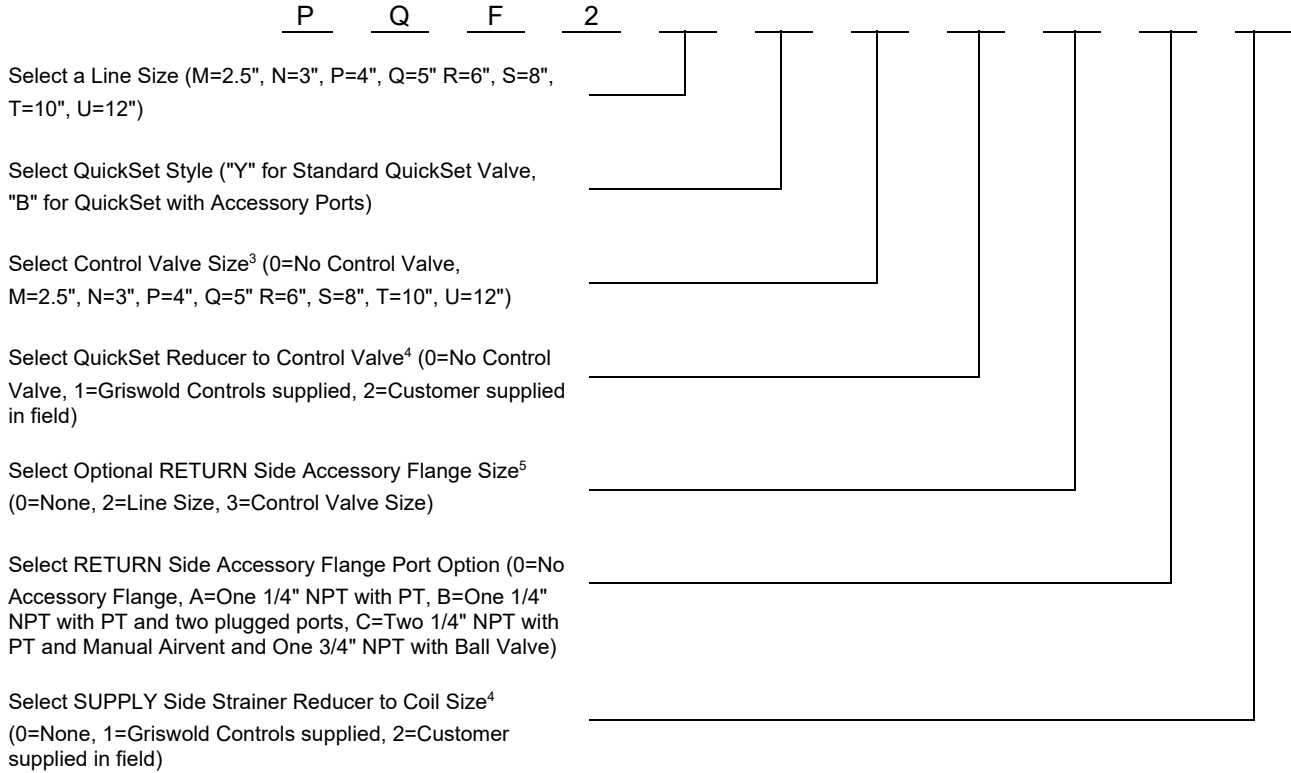 P Q F 2
Select a Line Size (M=2.5", N=3", P=4", Q=5" R=6", S=8",
T=10", U=12")
Select QuickSet Style ("Y" for Standard QuickSet Valve,
"B" for QuickSet with Accessory Ports)
Select Control Valve Size³ (0=No Control Valve,
M=2.5", N=3", P=4", Q=5" R=6", S=8", T=10", U=12")
Select QuickSet Reducer to Control Valve⁴ (0=No Control
Valve, 1=Griswold Controls supplied, 2=Customer supplied
in field)
Select Optional RETURN Side Accessory Flange Size⁵
(0=None, 2=Line Size, 3=Control Valve Size)
Select RETURN Side Accessory Flange Port Option (0=No
Accessory Flange, A=One 1/4" NPT with PT, B=One 1/4"
NPT with PT and two plugged ports, C=Two 1/4" NPT with
PT and Manual Airvent and One 3/4" NPT with Ball Valve)
Select SUPPLY Side Strainer Reducer to Coil Size⁴
(0=None, 1=Griswold Controls supplied, 2=Customer
supplied in field)